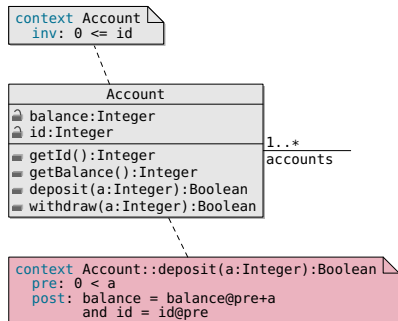 context Account
inv: 0 <= id
Account
balance:Integer
id:Integer
getId():Integer
getBalance():Integer
deposit(a:Integer):Boolean
withdraw(a:Integer):Boolean
1..*
accounts
context Account::deposit(a:Integer):Boolean
pre: 0 < a
post: balance = balance@pre+a
and id = id@pre